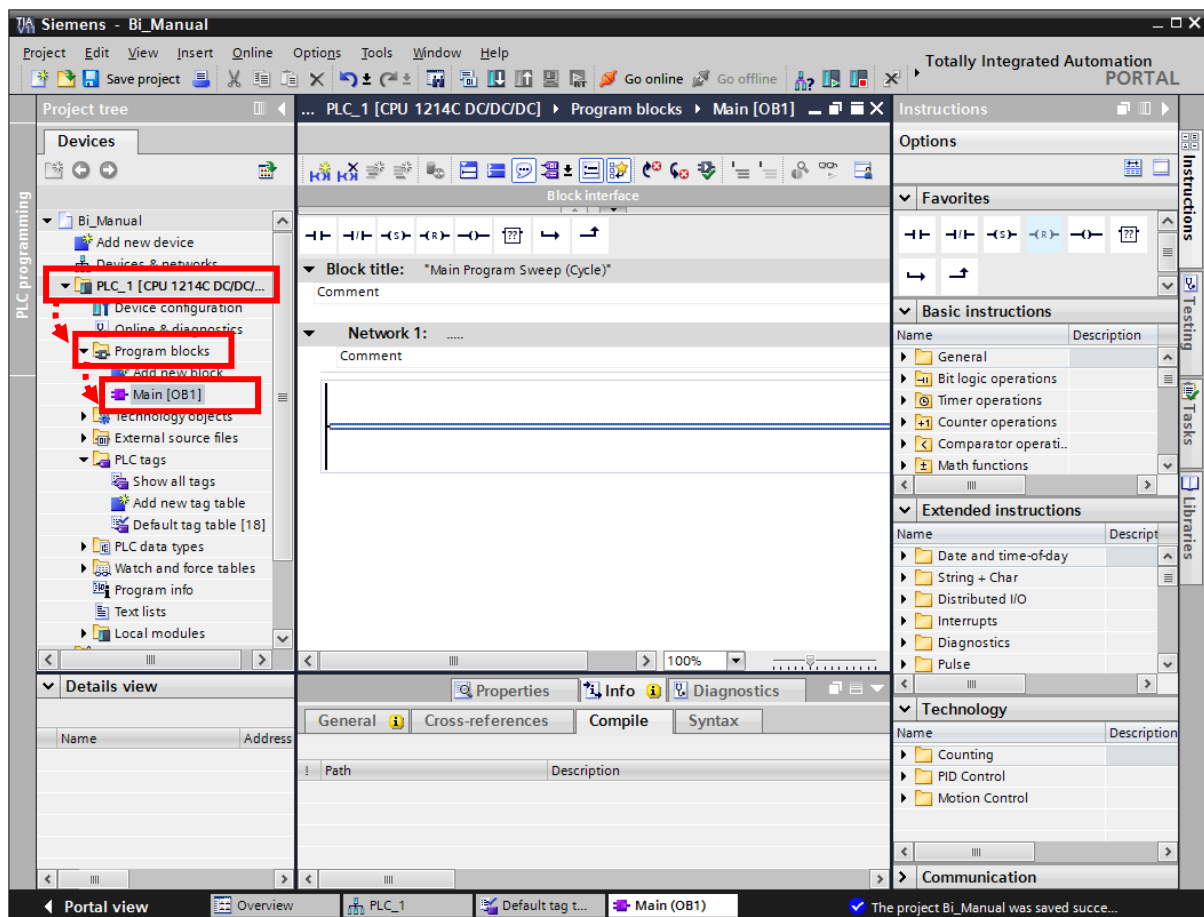 Siemens - Bi_Manual
Project Edit View Insert Online Options Tools Window Help
Totally Integrated Automation
PORTAL
Save project
Go online
Go offline
Project tree
... PLC_1 [CPU 1214C DC/DC/DC] Program blocks Main [OB1]
Instructions
Devices
Options
Block interface
Favorites
PLC programming
Bi_Manual
Add new device
Devices & networks
PLC_1 [CPU 1214C DC/DC/...
Device configuration
Online & diagnostics
Program blocks
Add new block
Main [OB1]
Technology objects
External source files
PLC tags
Show all tags
Add new tag table
Default tag table [18]
PLC data types
Watch and force tables
Program info
Text lists
Local modules
Block title: "Main Program Sweep (Cycle)"
Comment
Network 1: .....
Comment
100%
Basic instructions
Name Description
General
Bit logic operations
Timer operations
Counter operations
Comparator operati..
Math functions
Extended instructions
Name Descript
Date and time-of-day
String + Char
Distributed I/O
Interrupts
Diagnostics
Pulse
Technology
Name Description
Counting
PID Control
Motion Control
Communication
Instructions
Testing
Tasks
Libraries
Details view
Name Address
Properties Info Diagnostics
General Cross-references Compile Syntax
! Path Description
Portal view Overview PLC_1 Default tag t... Main (OB1) The project Bi_Manual was saved succe...